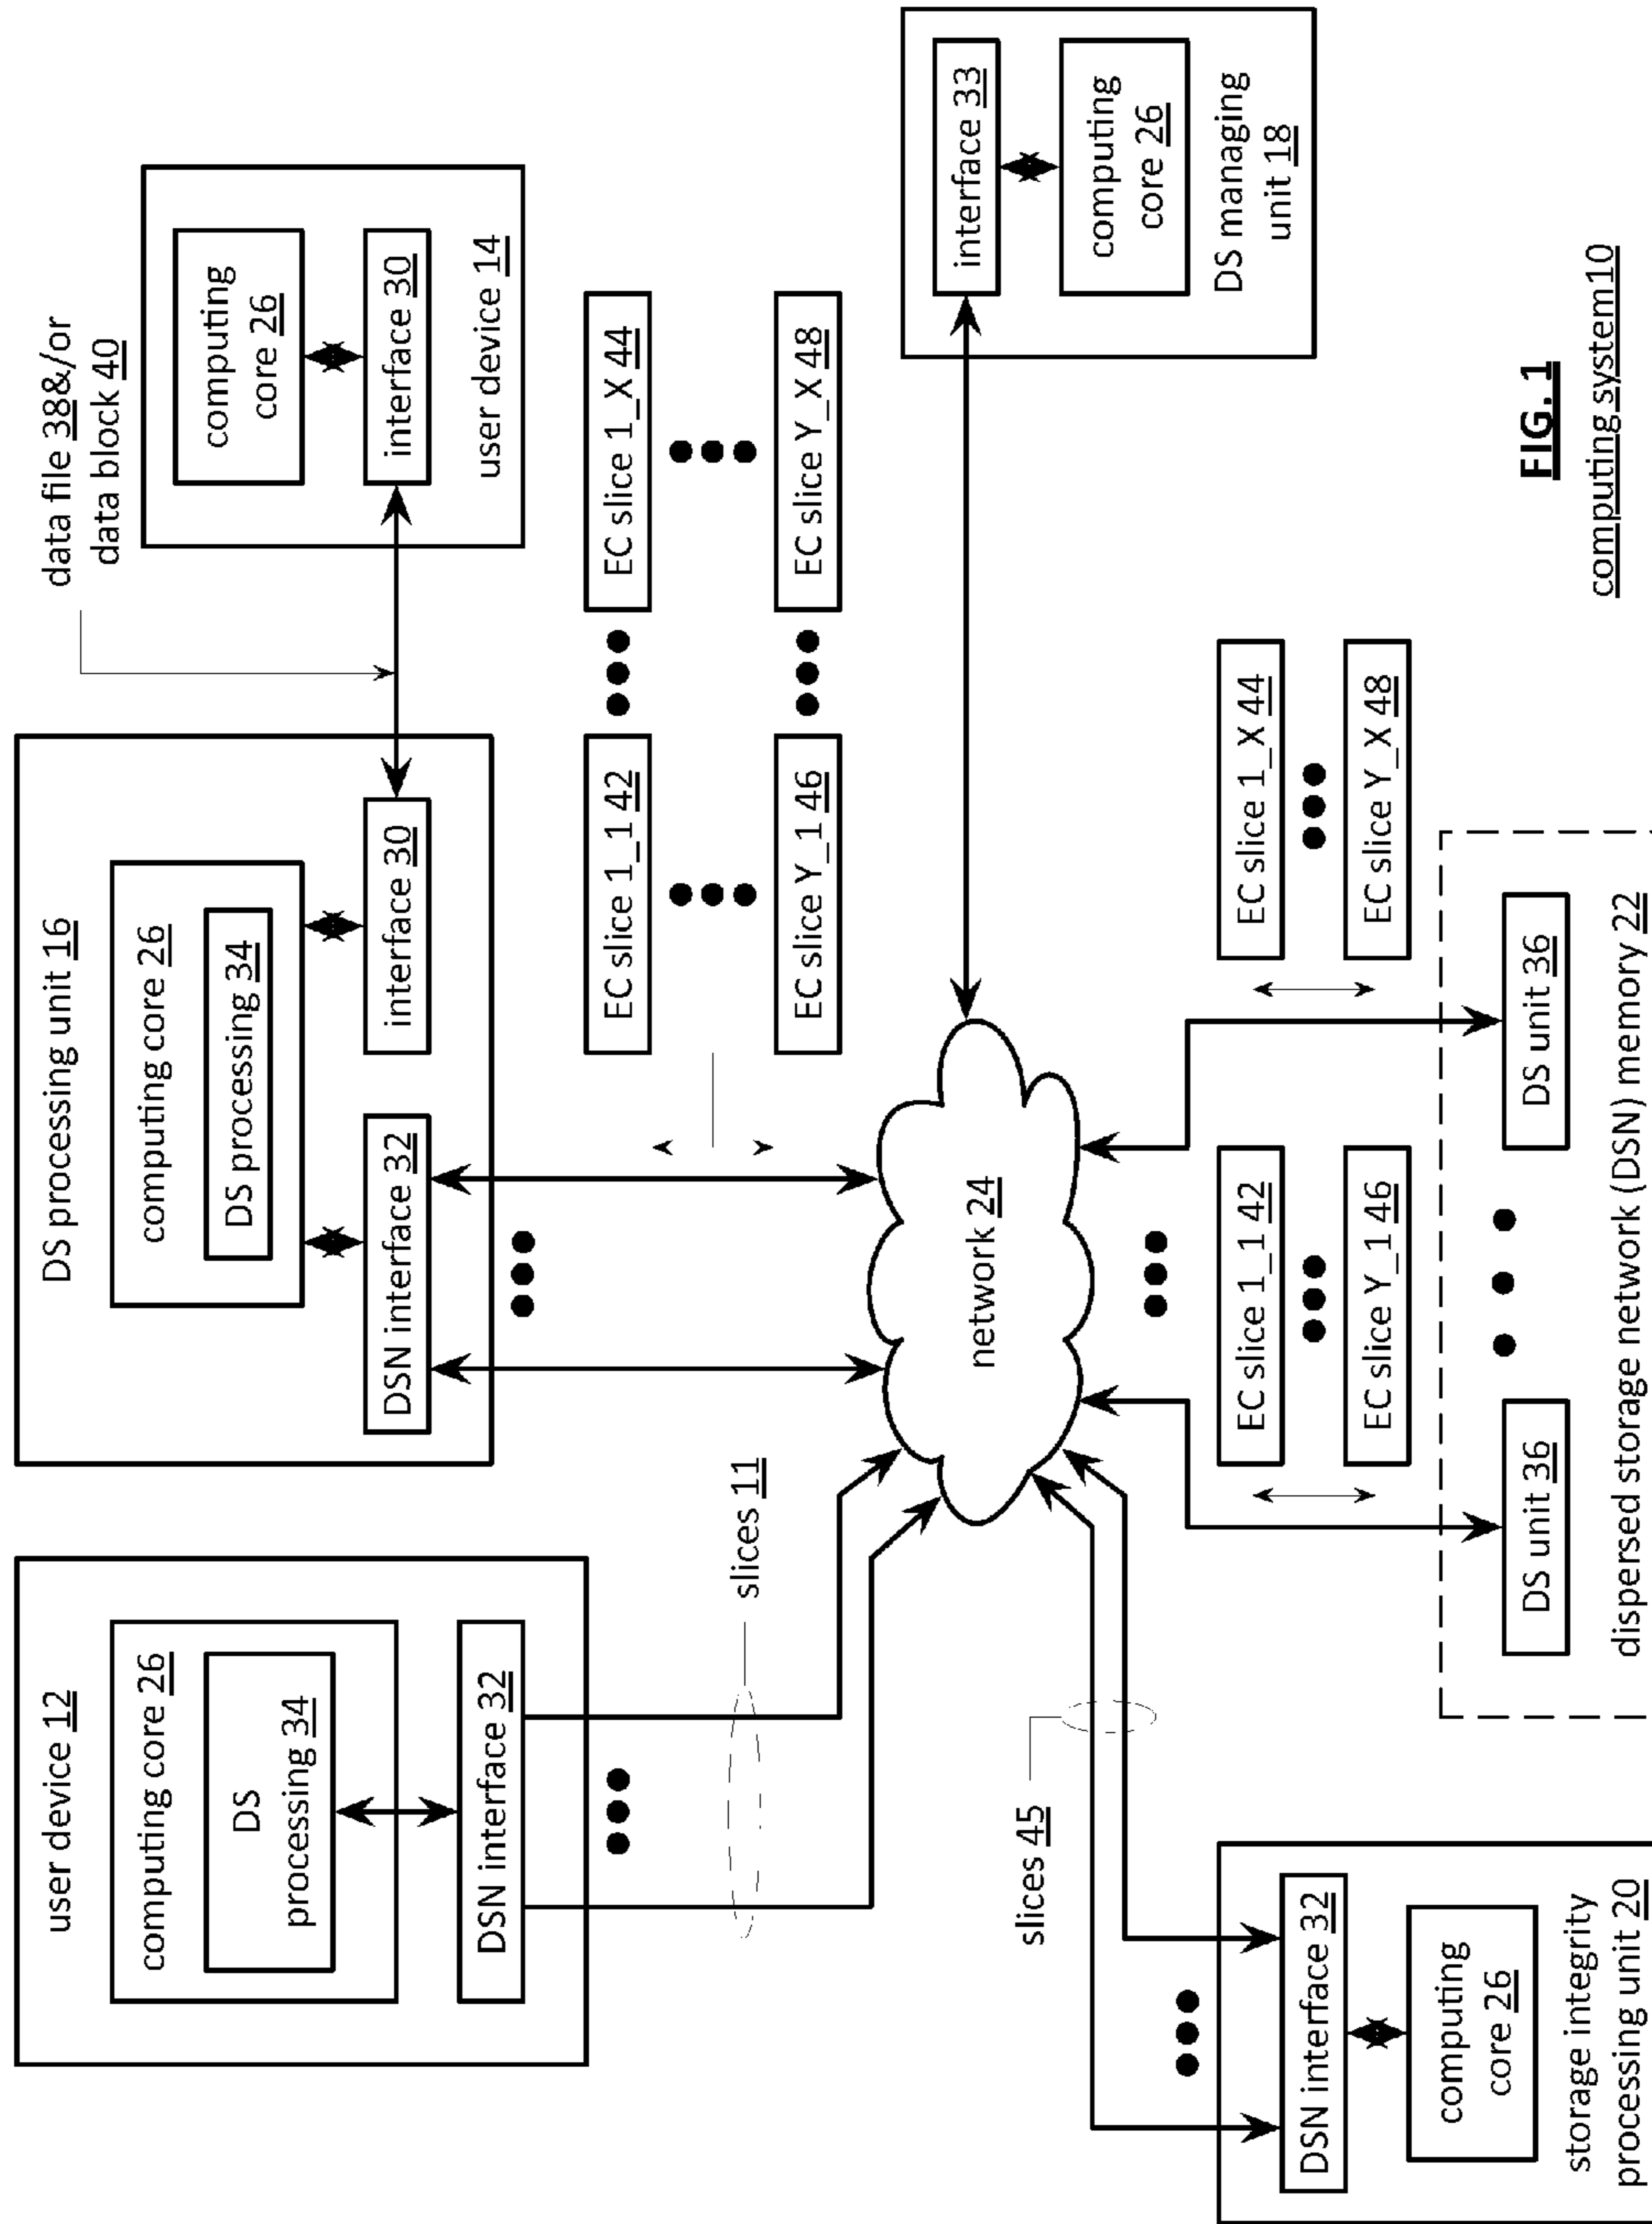 user device 12
computing core 26
DS
processing 34
DSN interface 32
slices 11
DS processing unit 16
computing core 26
DS processing 34
DSN interface 32
interface 30
data file 38&/or
data block 40
computing
core 26
interface 30
user device 14
EC slice 1_1 42
EC slice 1_X 44
EC slice Y_1 46
EC slice Y_X 48
network 24
interface 33
computing
core 26
DS managing
unit 18
slices 45
DSN interface 32
computing
core 26
storage integrity
processing unit 20
EC slice 1_1 42
EC slice Y_1 46
EC slice 1_X 44
EC slice Y_X 48
DS unit 36
DS unit 36
dispersed storage network (DSN) memory 22
FIG. 1
computing system10